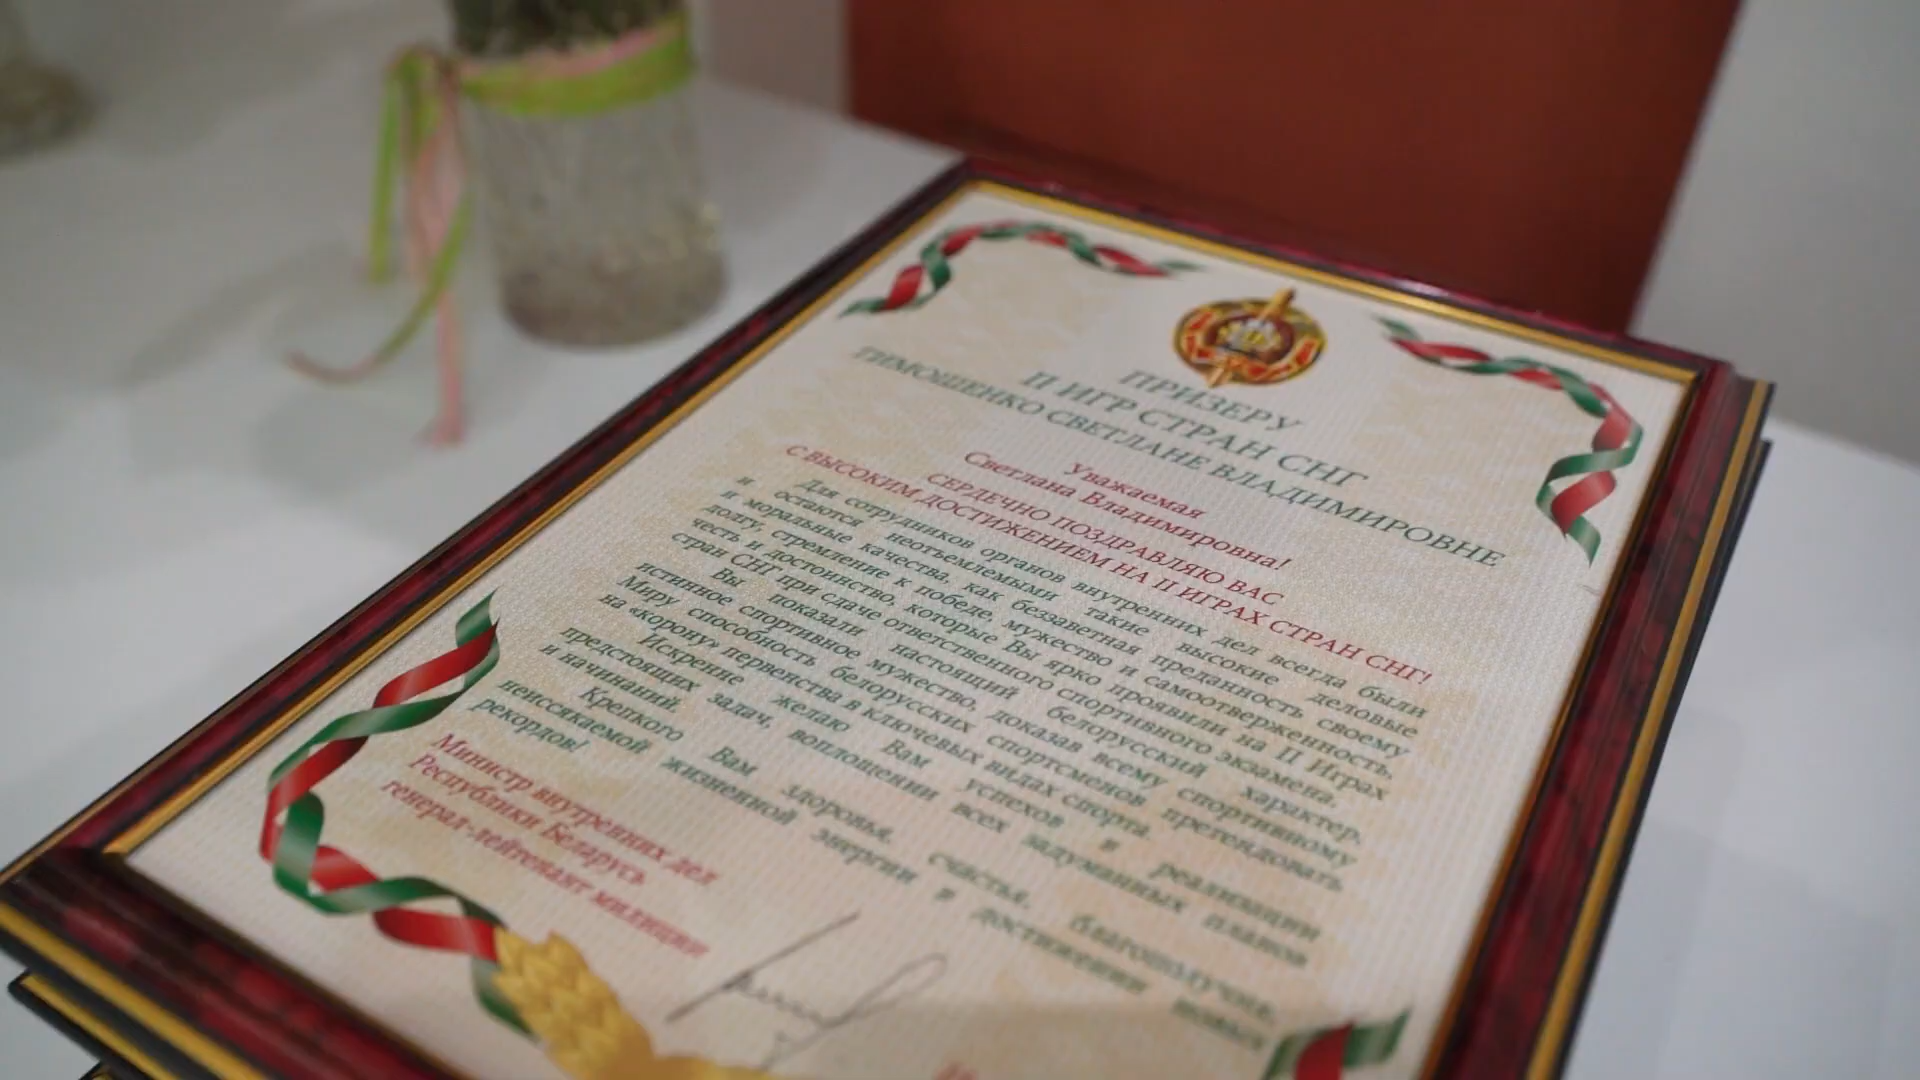 ПРИЗЕРУ
II ИГР СТРАН СНГ
ТИМОШЕНКО СВЕТЛАНЕ ВЛАДИМИРОВНЕ
Уважаемая
Светлана Владимировна!
СЕРДЕЧНО ПОЗДРАВЛЯЮ ВАС
С ВЫСОКИМ ДОСТИЖЕНИЕМ НА II ИГРАХ СТРАН СНГ!
Для сотрудников органов внутренних дел всегда были
и остаются неотъемлемыми такие высокие деловые
и моральные качества, как беззаветная преданность своему
долгу, стремление к победе, мужество и самоотверженность,
честь и достоинство, которые Вы ярко проявили на II Играх
стран СНГ при сдаче ответственного спортивного экзамена.
Вы показали настоящий белорусский характер,
истинное спортивное мужество, доказав всему спортивному
Миру способность белорусских спортсменов претендовать
на «корону» первенства в ключевых видах спорта.
Искренне желаю Вам успехов в реализации
предстоящих задач, воплощении всех задуманных планов
и начинаний.
Крепкого Вам здоровья, счастья, благополучия,
неиссякаемой жизненной энергии в достижении новых
рекордов!
Министр внутренних дел
Республики Беларусь
генерал-лейтенант милиции